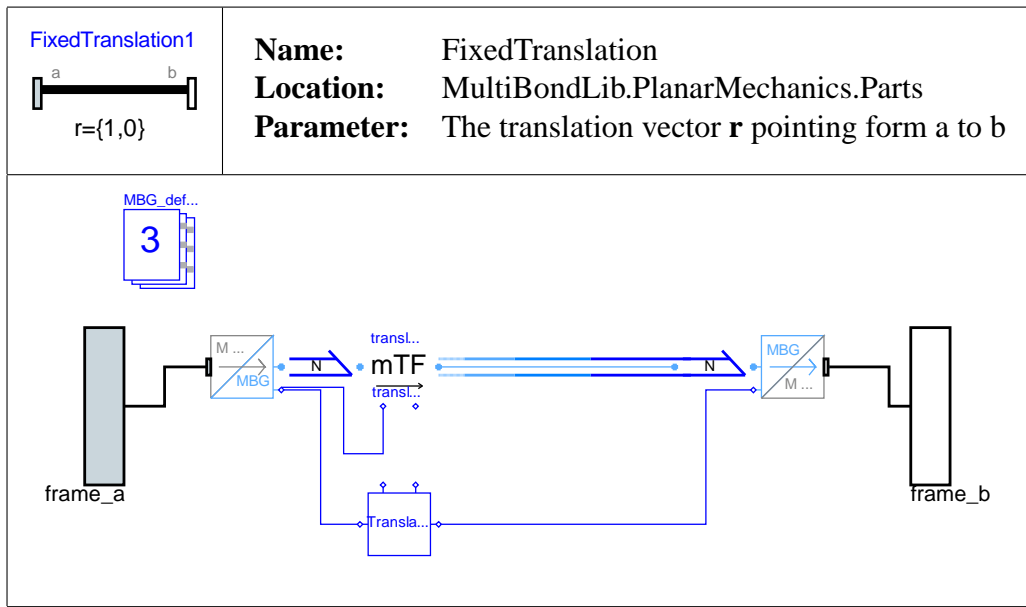 FixedTranslation1
a b
r={1,0}
Name: FixedTranslation
Location: MultiBondLib.PlanarMechanics.Parts
Parameter: The translation vector r pointing form a to b
MBG_def...
3
transl...
M ...
MBG
N
mTF
N
MBG
M ...
transl...
frame_a
frame_b
Transla...